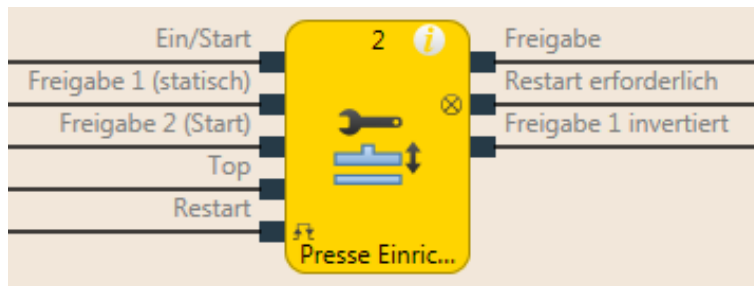 Ein/Start
Freigabe 1 (statisch)
Freigabe 2 (Start)
Top
Restart
2 i
Presse Einric...
Freigabe
Restart erforderlich
Freigabe 1 invertiert